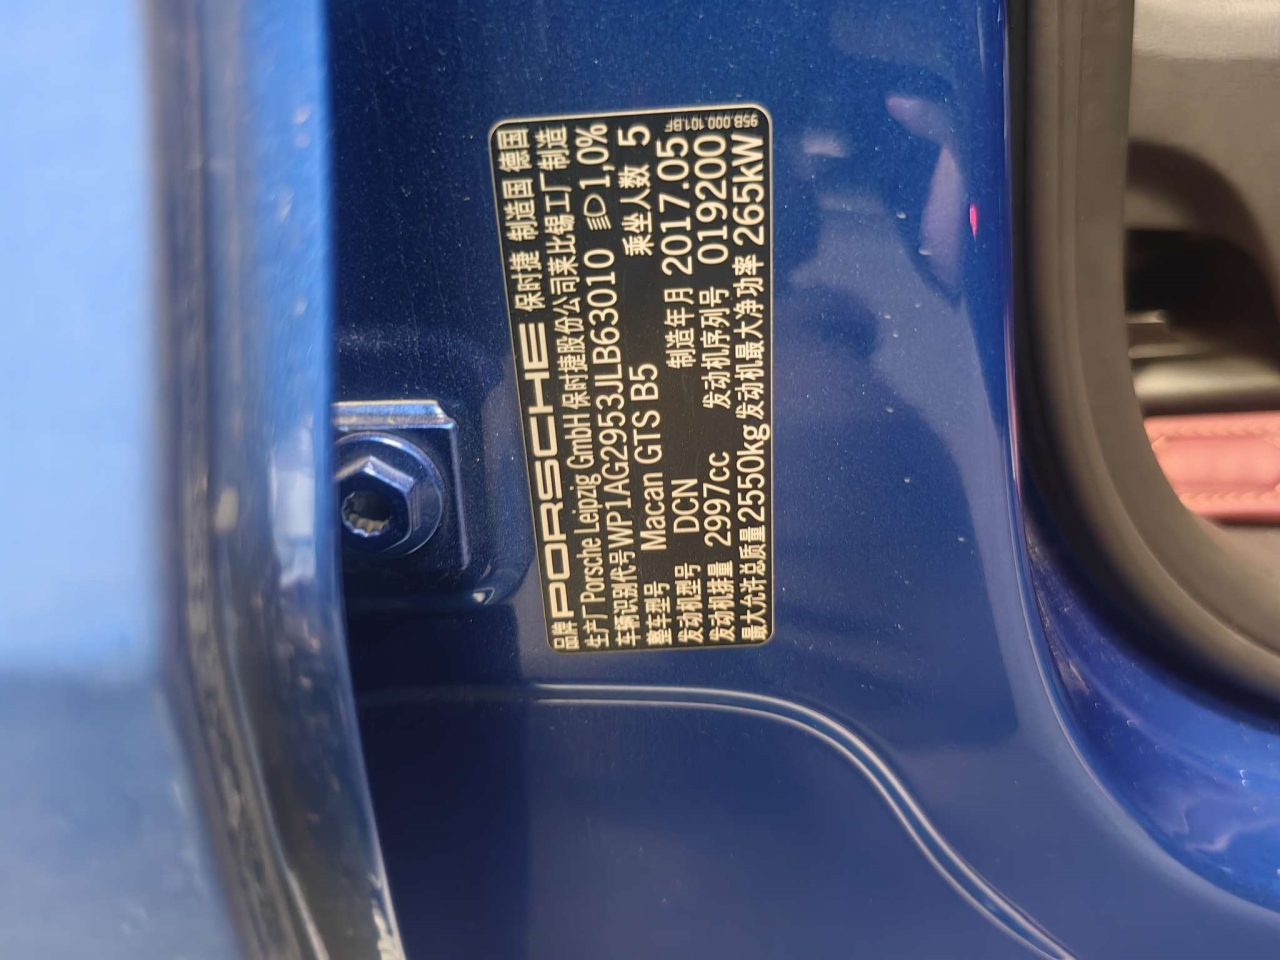 品牌 PORSCHE 保时捷 制造国 德国
生产厂 Porsche Leipzig GmbH 保时捷股份公司莱比锡工厂 制造
车辆识别代号 WP1AG2953JLB63010 1,0%
整车型号 Macan GTS B5 乘坐人数 5
发动机型号 DCN 制造年月 2017.05
发动机排量 2997cc 发动机序列号 019200
最大允许总质量 2550kg 发动机最大净功率 265kW
95B.000.101.BF